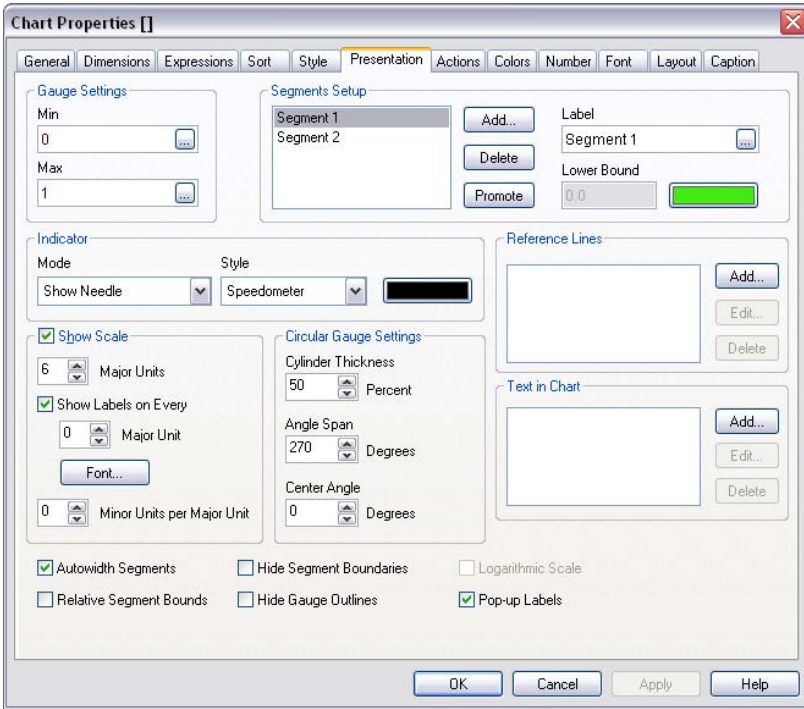 Chart Properties []
General Dimensions Expressions Sort Style Presentation Actions Colors Number Font Layout Caption
Gauge Settings
Min
0
...
Max
1
...
Segments Setup
Segment 1
Segment 2
Add...
Delete
Promote
Label
Segment 1
...
Lower Bound
0.0
Indicator
Mode
Show Needle
Style
Speedometer
Reference Lines
Add...
Edit...
Delete
Show Scale
6 Major Units
Show Labels on Every
0 Major Unit
Font...
0 Minor Units per Major Unit
Circular Gauge Settings
Cylinder Thickness
50 Percent
Angle Span
270 Degrees
Center Angle
0 Degrees
Text in Chart
Add...
Edit...
Delete
Autowidth Segments
Hide Segment Boundaries
Logarithmic Scale
Relative Segment Bounds
Hide Gauge Outlines
Pop-up Labels
OK Cancel Apply Help